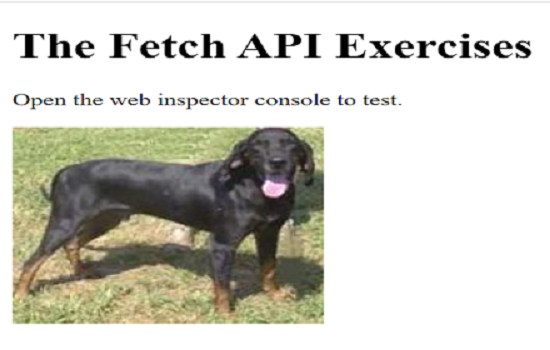 The Fetch API Exercises
Open the web inspector console to test.